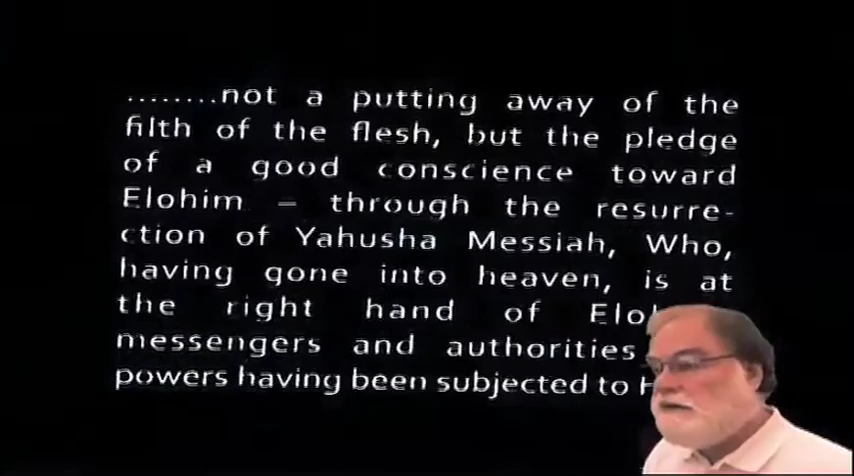 ........not a putting away of the
filth of the flesh, but the pledge
of a good conscience toward
Elohim – through the resurre-
ction of Yahusha Messiah, Who,
having gone into heaven, is at
the right hand of
messengers and authorities
powers having been subjected to